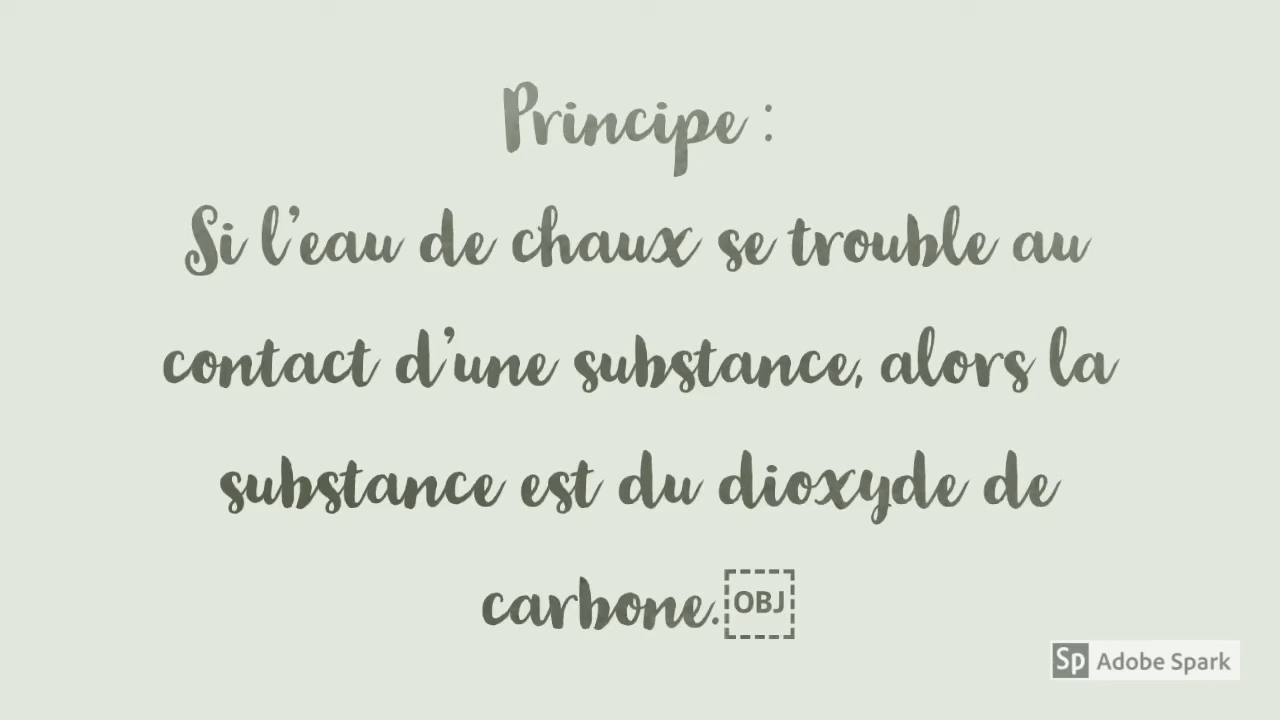 Principe :
Si l'eau de chaux se trouble au
contact d'une substance, alors la
substance est du dioxyde de
carbone.OBJ
Sp Adobe Spark